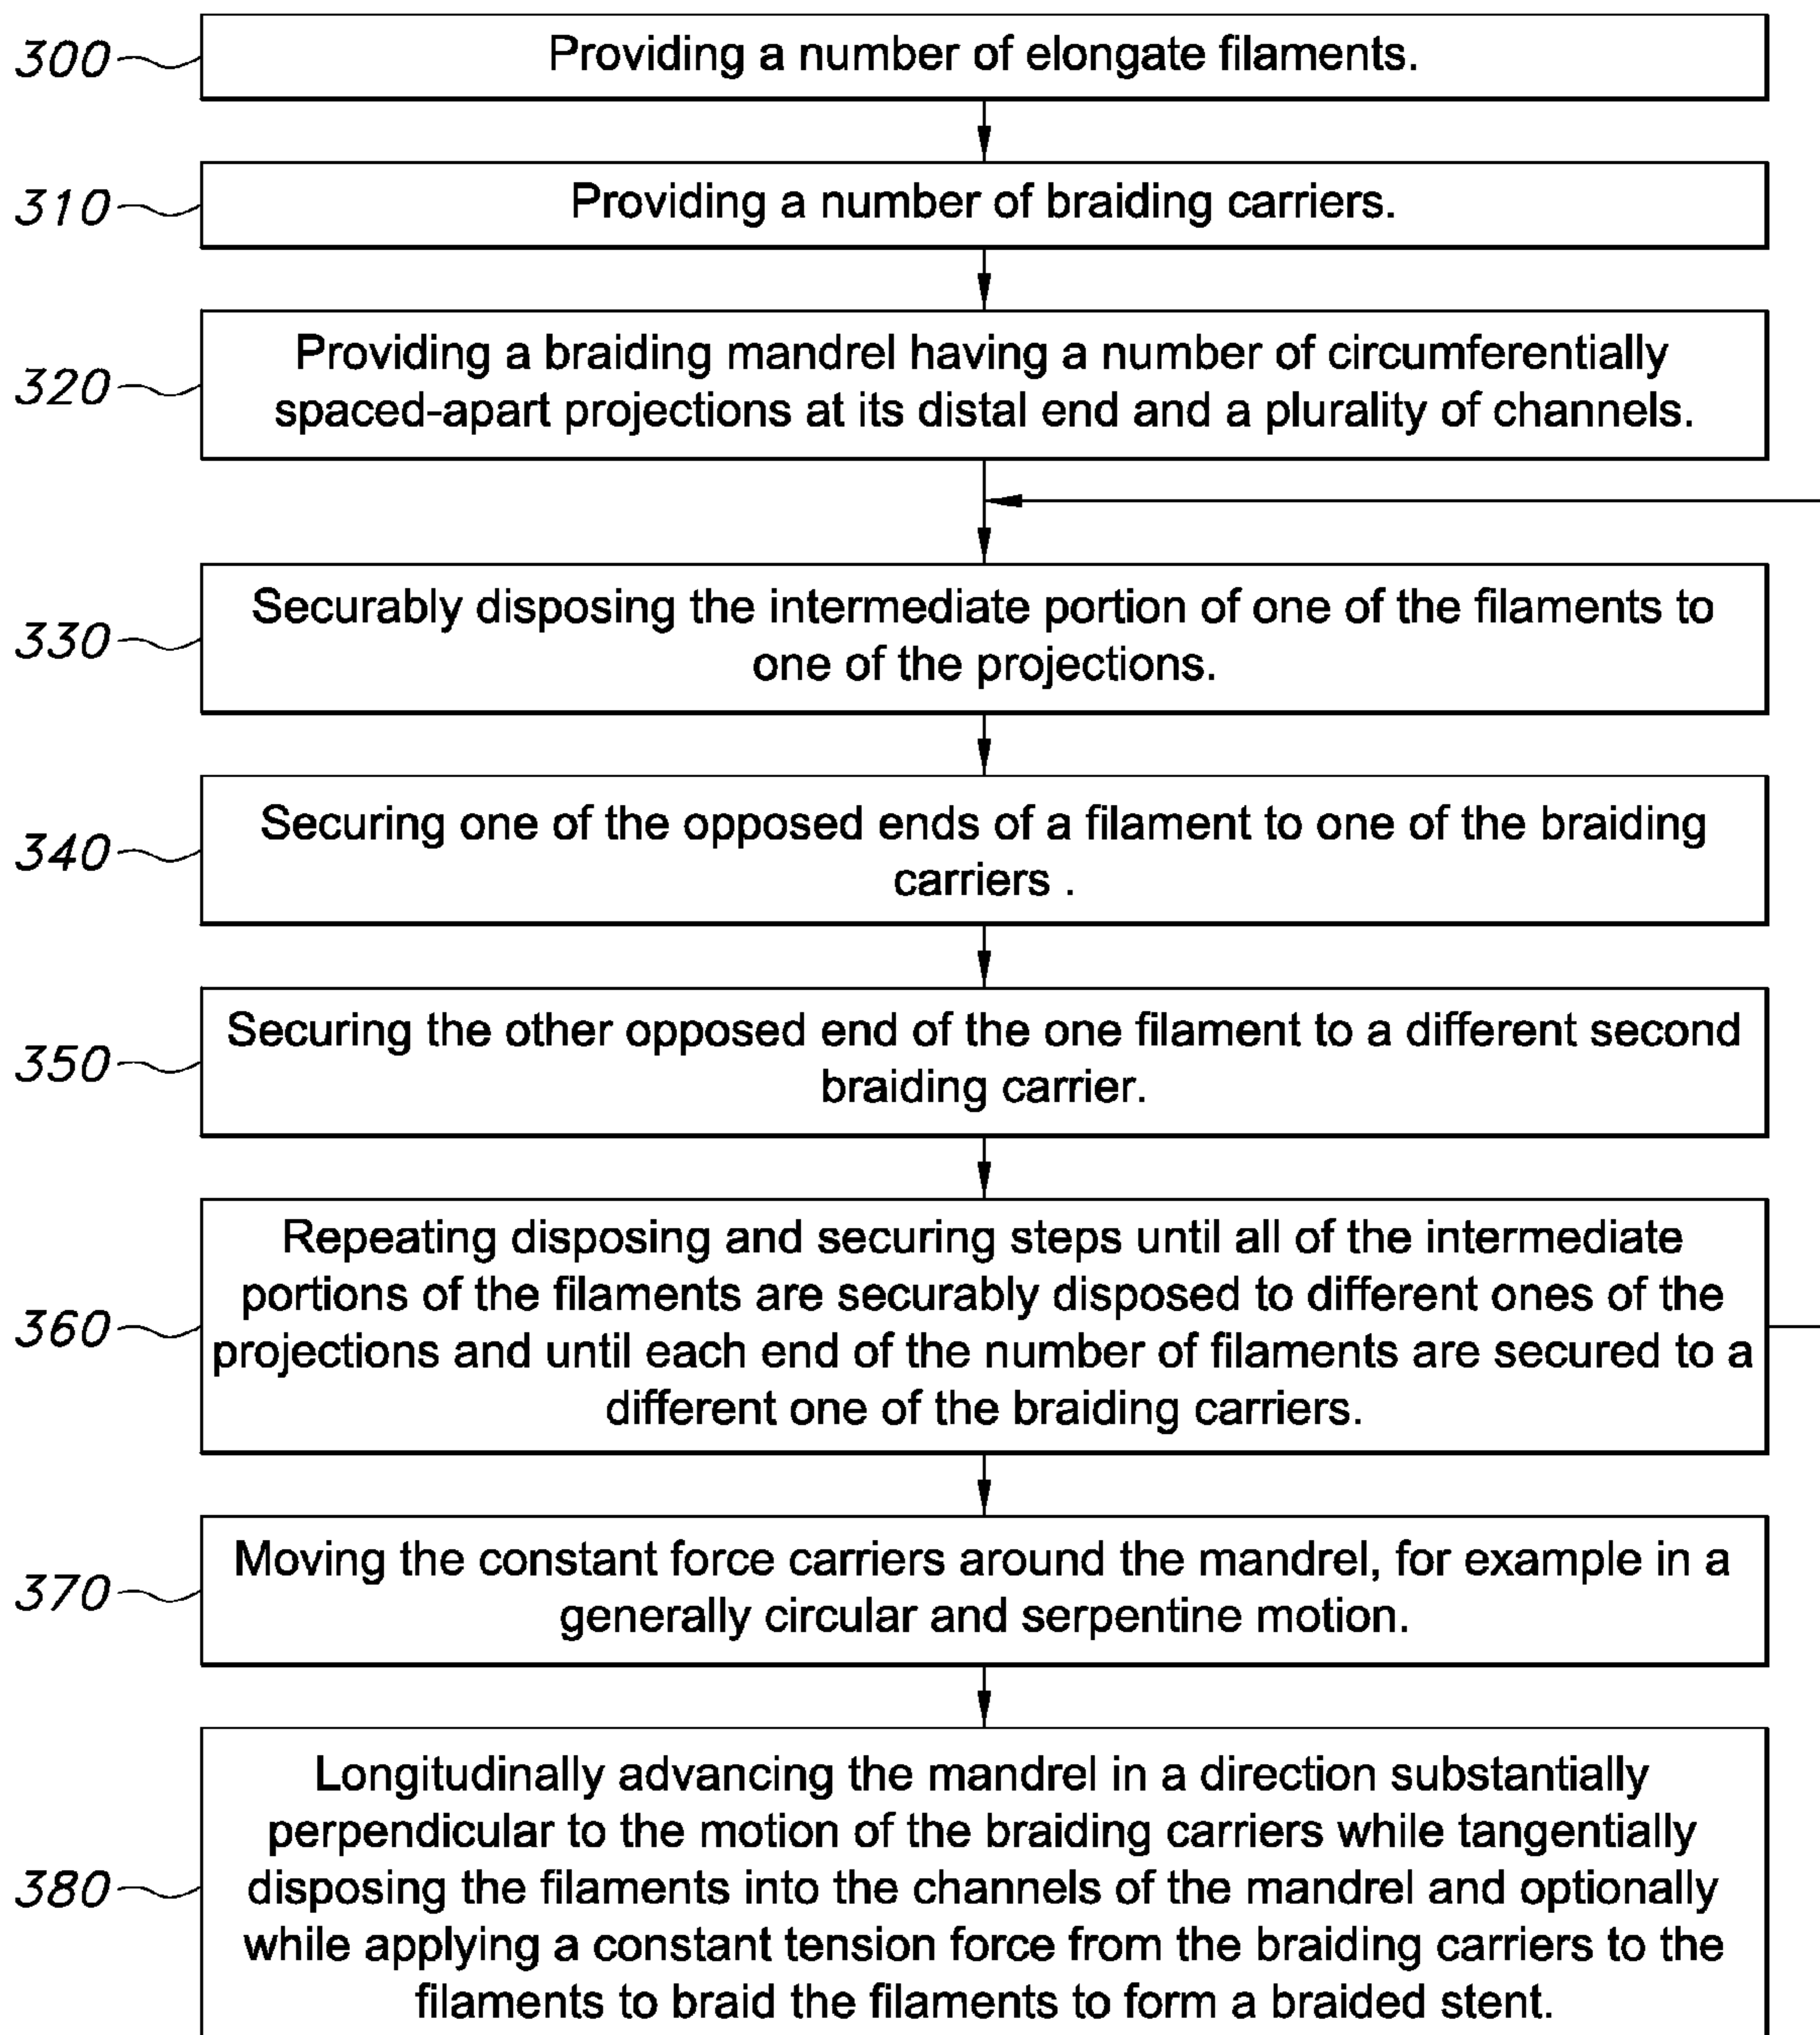 300
Providing a number of elongate filaments.
310
Providing a number of braiding carriers.
320
Providing a braiding mandrel having a number of circumferentially
spaced-apart projections at its distal end and a plurality of channels.
330
Securably disposing the intermediate portion of one of the filaments to
one of the projections.
340
Securing one of the opposed ends of a filament to one of the braiding
carriers .
350
Securing the other opposed end of the one filament to a different second
braiding carrier.
360
Repeating disposing and securing steps until all of the intermediate
portions of the filaments are securably disposed to different ones of the
projections and until each end of the number of filaments are secured to a
different one of the braiding carriers.
370
Moving the constant force carriers around the mandrel, for example in a
generally circular and serpentine motion.
380
Longitudinally advancing the mandrel in a direction substantially
perpendicular to the motion of the braiding carriers while tangentially
disposing the filaments into the channels of the mandrel and optionally
while applying a constant tension force from the braiding carriers to the
filaments to braid the filaments to form a braided stent.